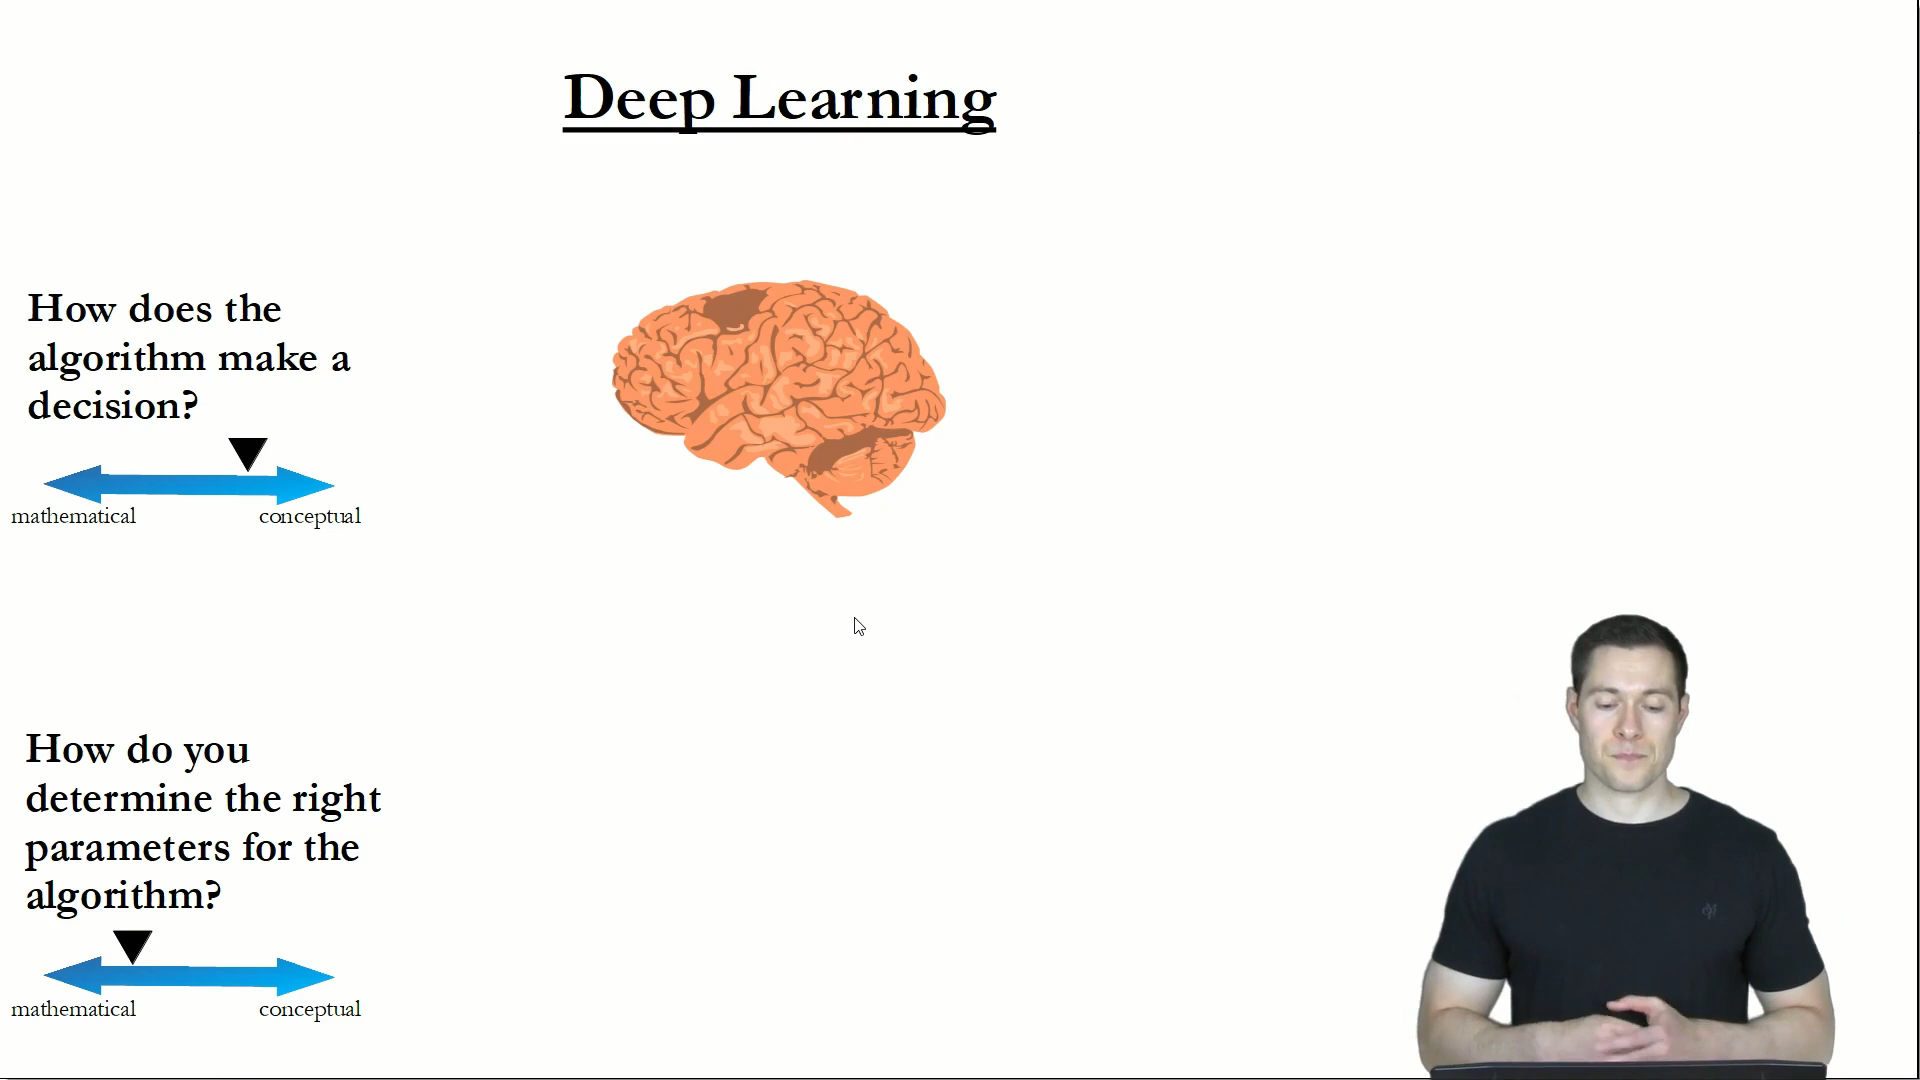 Deep Learning
How does the
algorithm make a
decision?
mathematical
conceptual
How do you
determine the right
parameters for the
algorithm?
mathematical
conceptual